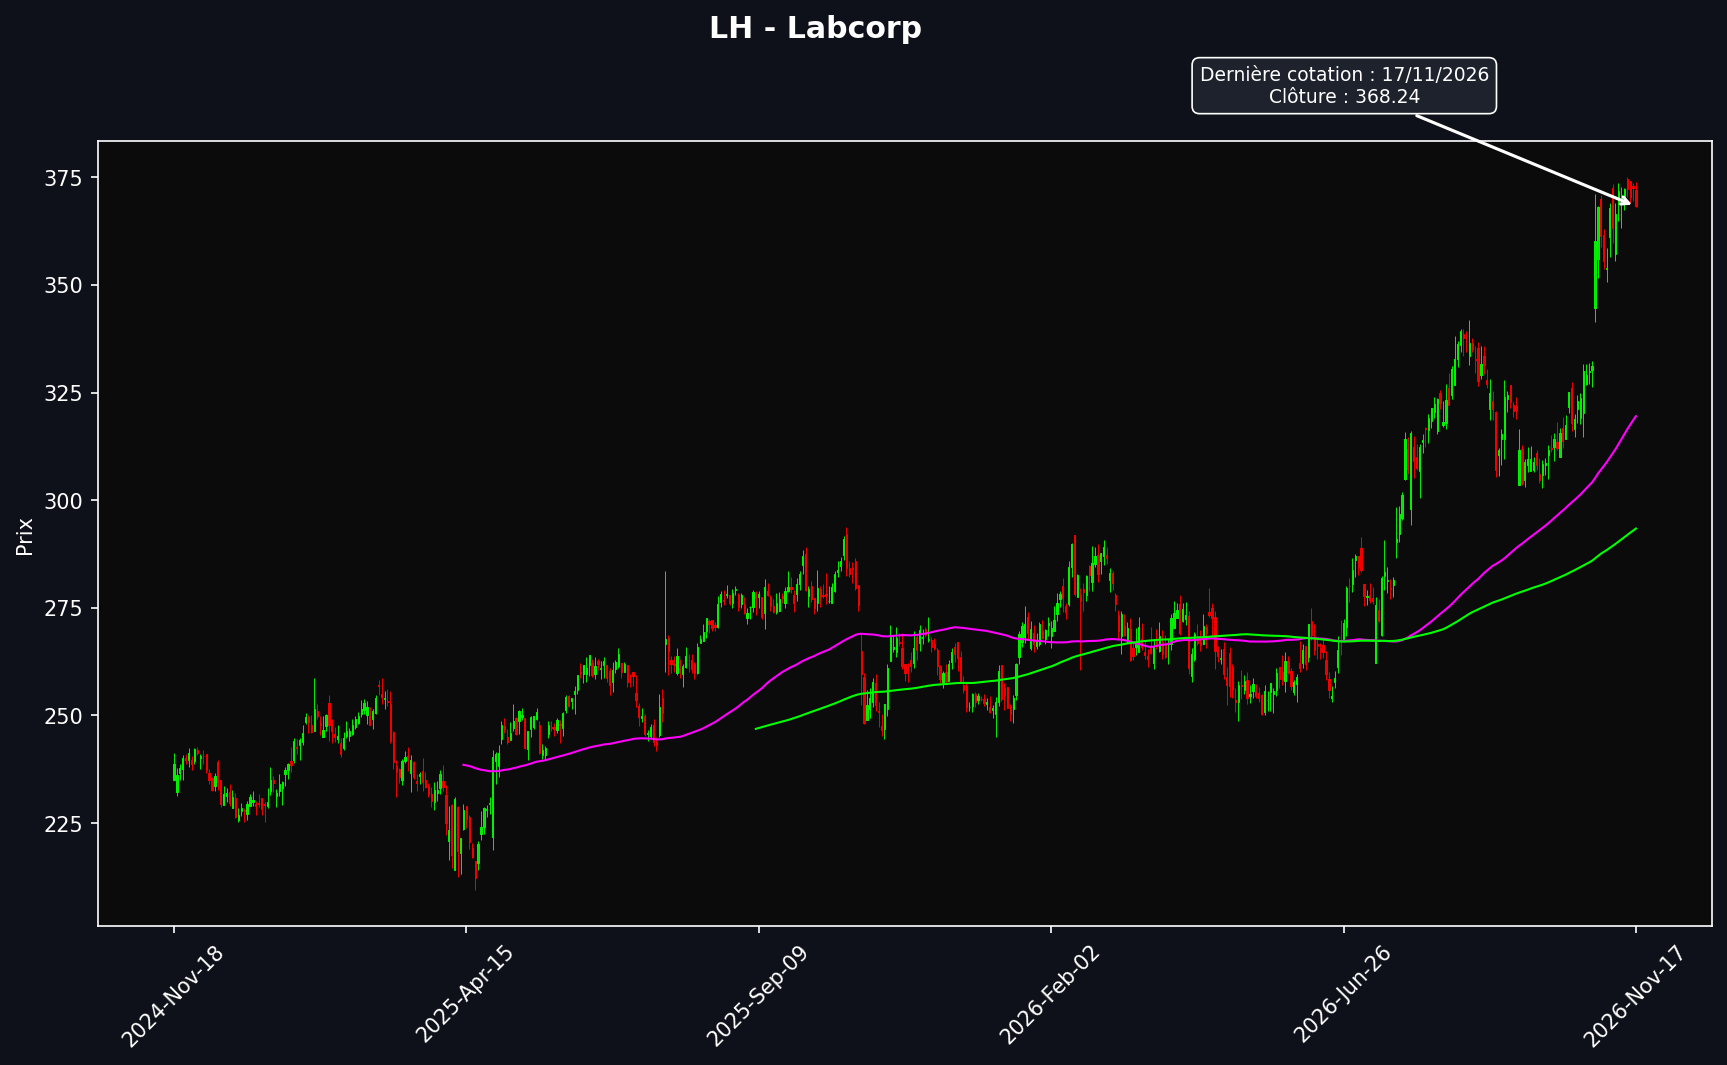 LH - Labcorp
Dernière cotation : 17/11/2026
Clôture : 368.24
Prix
375
350
325
300
275
250
225
2024-Nov-18
2025-Apr-15
2025-Sep-09
2026-Feb-02
2026-Jun-26
2026-Nov-17